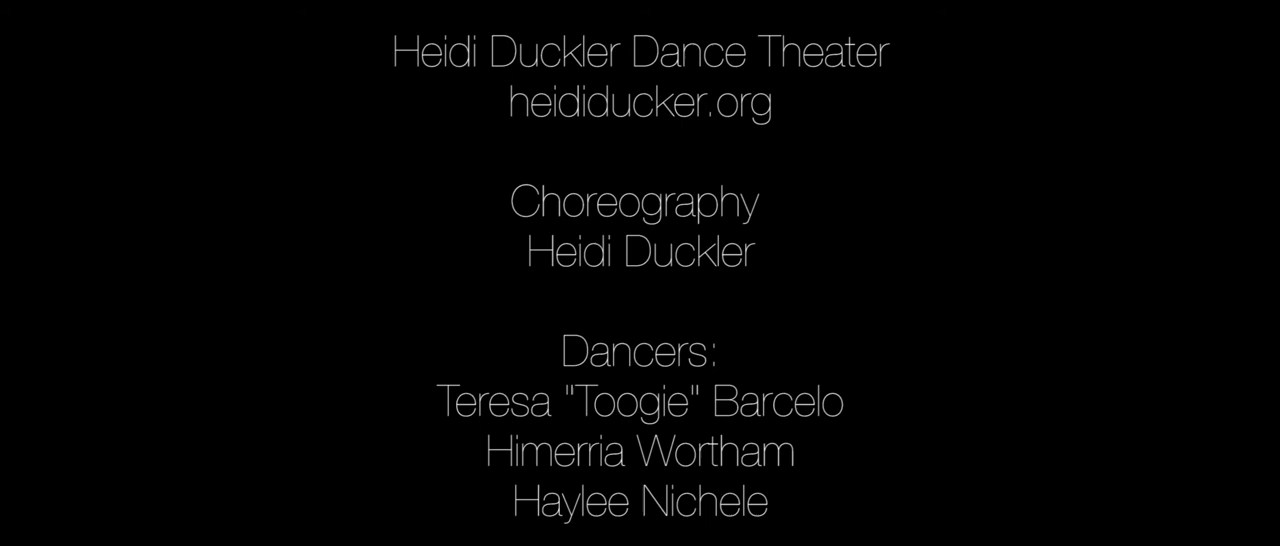 Heidi Duckler Dance Theater
heididucker.org
Choreography
Heidi Duckler
Dancers:
Teresa "Toogie" Barcelo
Himerria Wortham
Haylee Nichele